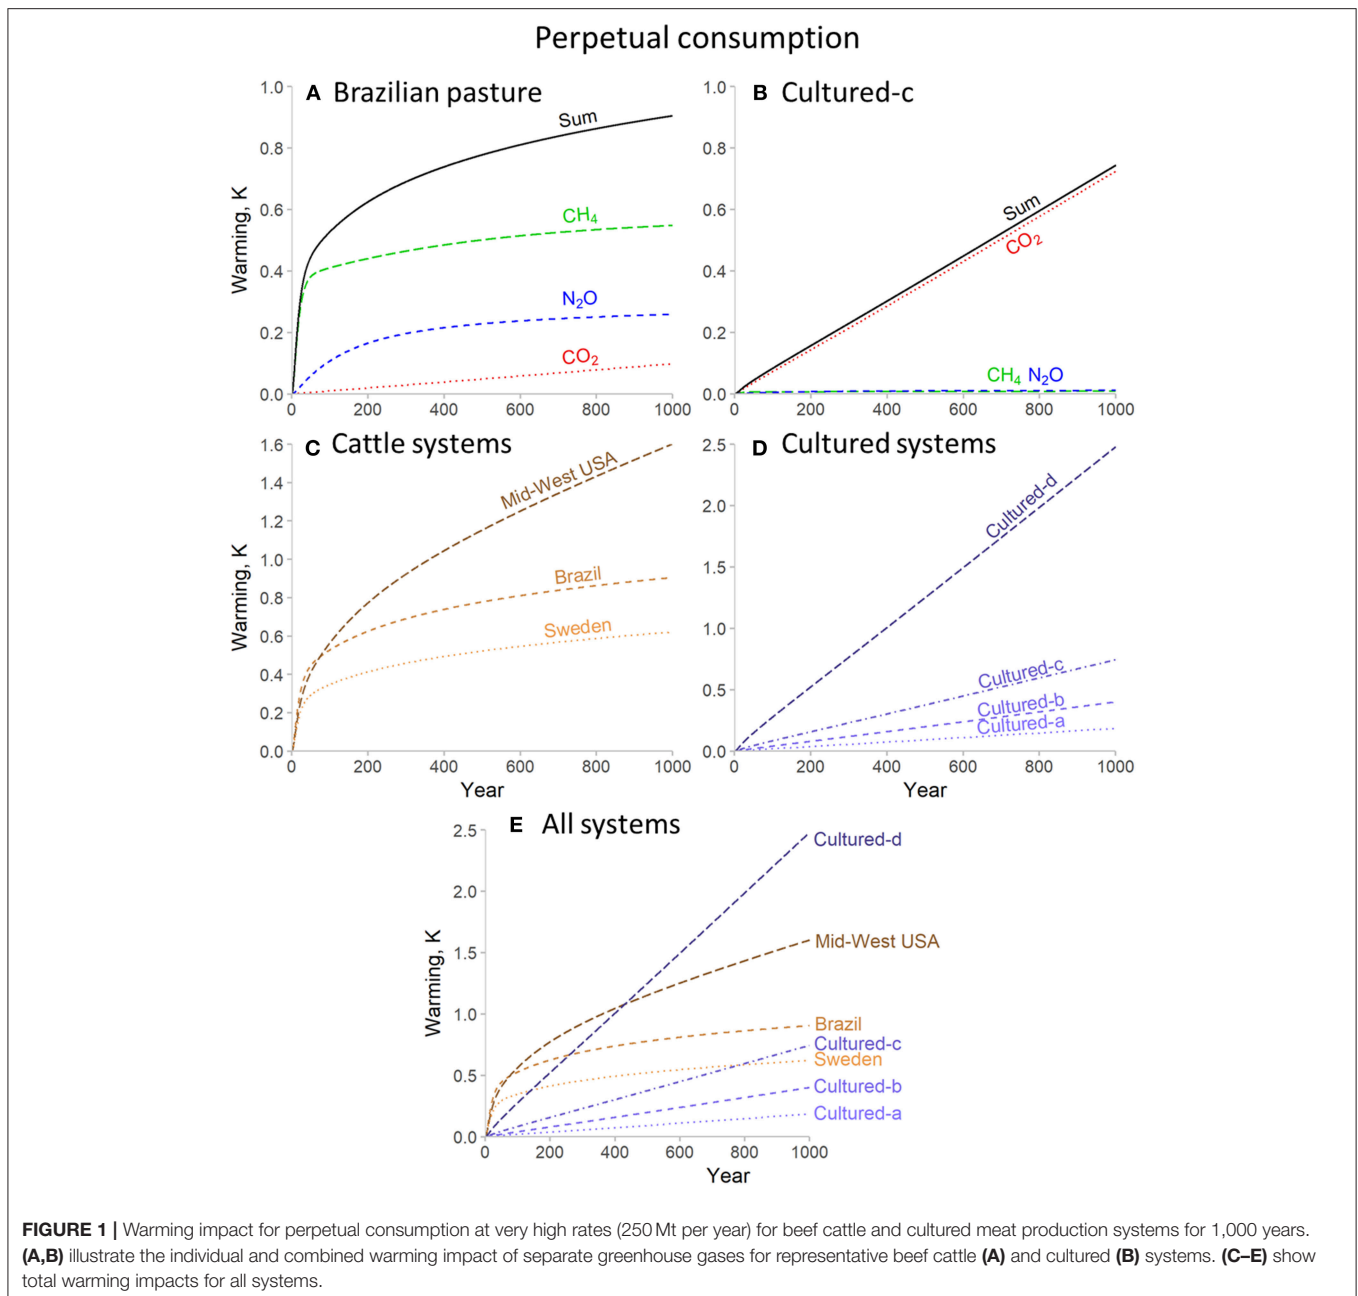 Perpetual consumption
A Brazilian pasture
Warming, K
1.0
0.8
0.6
0.4
0.2
0.0
Sum
CH4
N2O
CO2
0 200 400 600 800 1000
B Cultured-c
1.0
0.8
0.6
0.4
0.2
0.0
Sum
CO2
CH4 N2O
0 200 400 600 800 1000
C Cattle systems
Warming, K
1.6
1.4
1.2
1.0
0.8
0.6
0.4
0.2
0.0
Mid-West USA
Brazil
Sweden
0 200 400 600 800 1000
Year
D Cultured systems
2.5
2.0
1.5
1.0
0.5
0.0
Cultured-d
Cultured-c
Cultured-b
Cultured-a
0 200 400 600 800 1000
Year
E All systems
Warming, K
2.5
2.0
1.5
1.0
0.5
0.0
Cultured-d
Mid-West USA
Brazil
Cultured-c
Sweden
Cultured-b
Cultured-a
0 200 400 600 800 1000
Year
FIGURE 1 | Warming impact for perpetual consumption at very high rates (250 Mt per year) for beef cattle and cultured meat production systems for 1,000 years.
(A,B) illustrate the individual and combined warming impact of separate greenhouse gases for representative beef cattle (A) and cultured (B) systems. (C–E) show
total warming impacts for all systems.